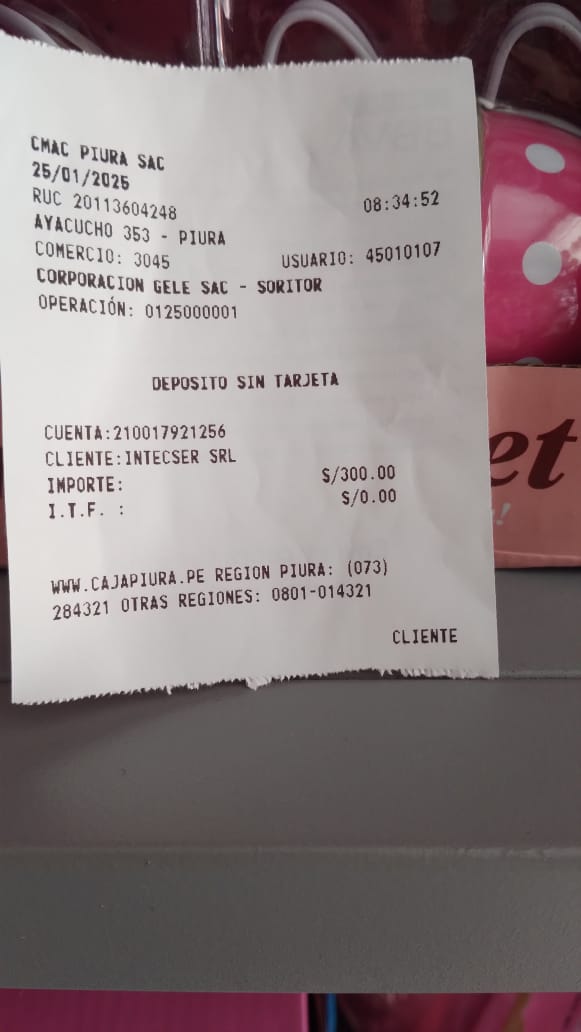 CMAC PIURA SAC
25/01/2025
RUC 20113604248 08:34:52
AYACUCHO 353 - PIURA
COMERCIO: 3045 USUARIO: 45010107
CORPORACION GELE SAC - SORITOR
OPERACIÓN: 0125000001
DEPOSITO SIN TARJETA
CUENTA:210017921256
CLIENTE:INTECSER SRL
IMPORTE: S/300.00
I.T.F. : S/0.00
WWW.CAJAPIURA.PE REGION PIURA: (073)
284321 OTRAS REGIONES: 0801-014321
CLIENTE
et
!